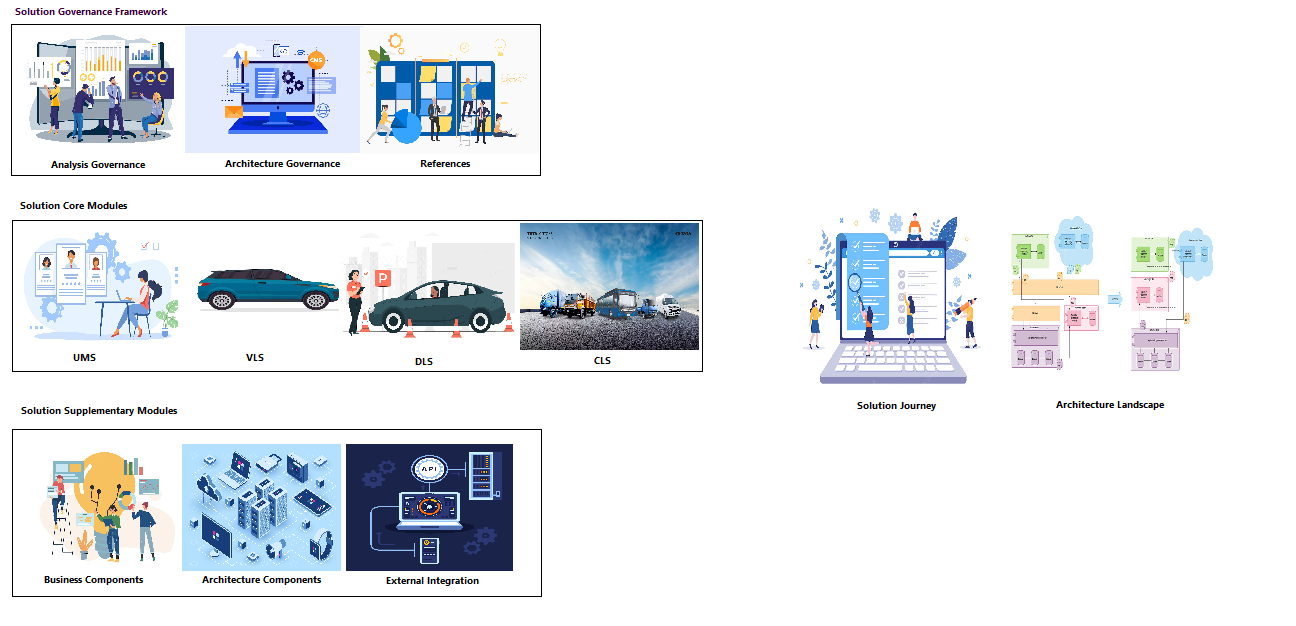 Solution Governance Framework
Analysis Governance
Architecture Governance
References
CNS
Solution Core Modules
P
UMS
VLS
DLS
CLS
Solution Journey
Architecture Landscape
Solution Supplementary Modules
API
Business Components
Architecture Components
External Integration